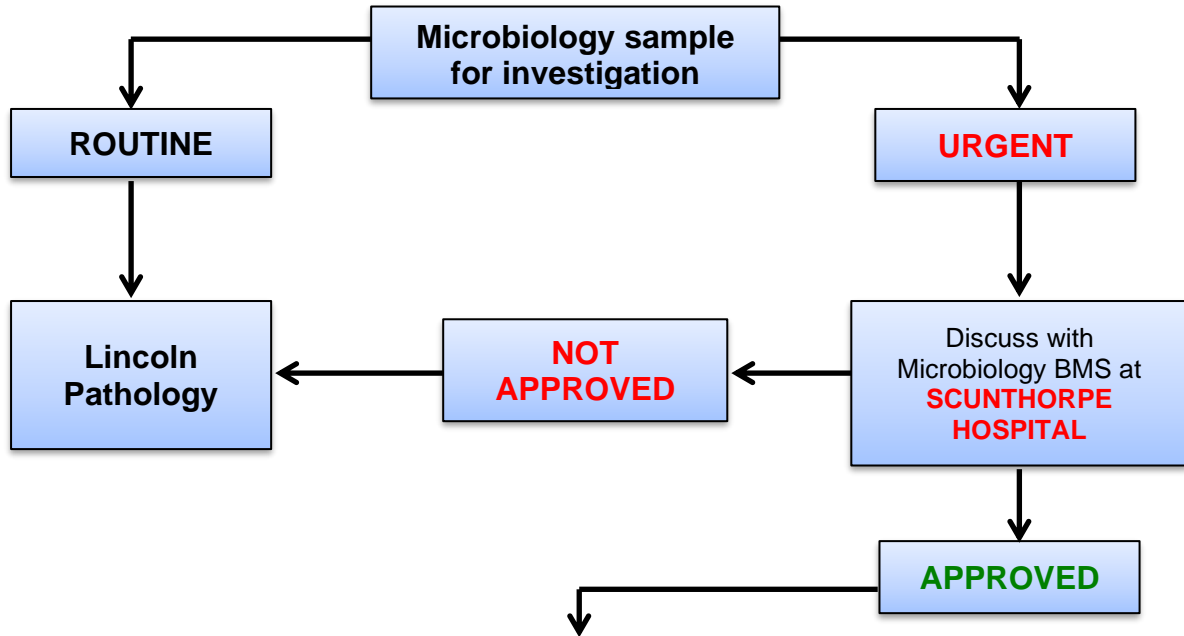 Microbiology sample
for investigation
ROUTINE
URGENT
Lincoln
Pathology
NOT
APPROVED
Discuss with
Microbiology BMS at
SCUNTHORPE
HOSPITAL
APPROVED